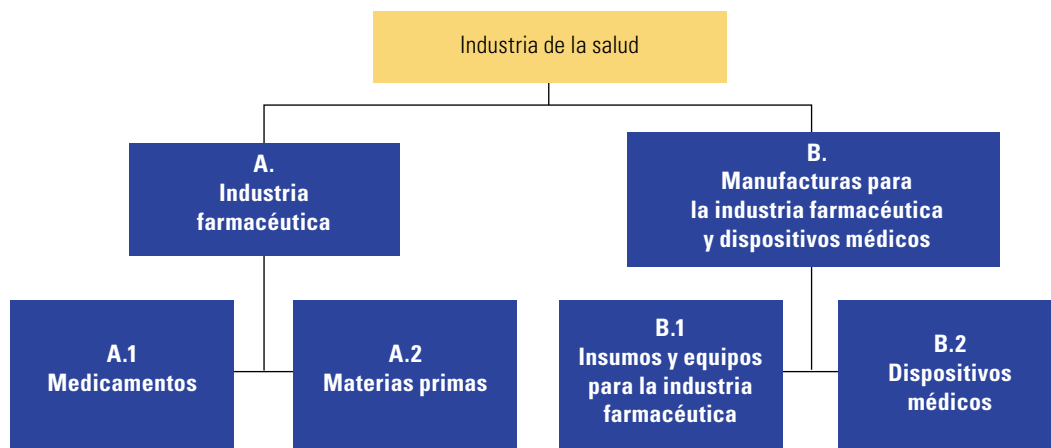 Industria de la salud
A.
Industria
farmacéutica
B.
Manufacturas para
la industria farmacéutica
y dispositivos médicos
A.1
Medicamentos
A.2
Materias primas
B.1
Insumos y equipos
para la industria
farmacéutica
B.2
Dispositivos
médicos